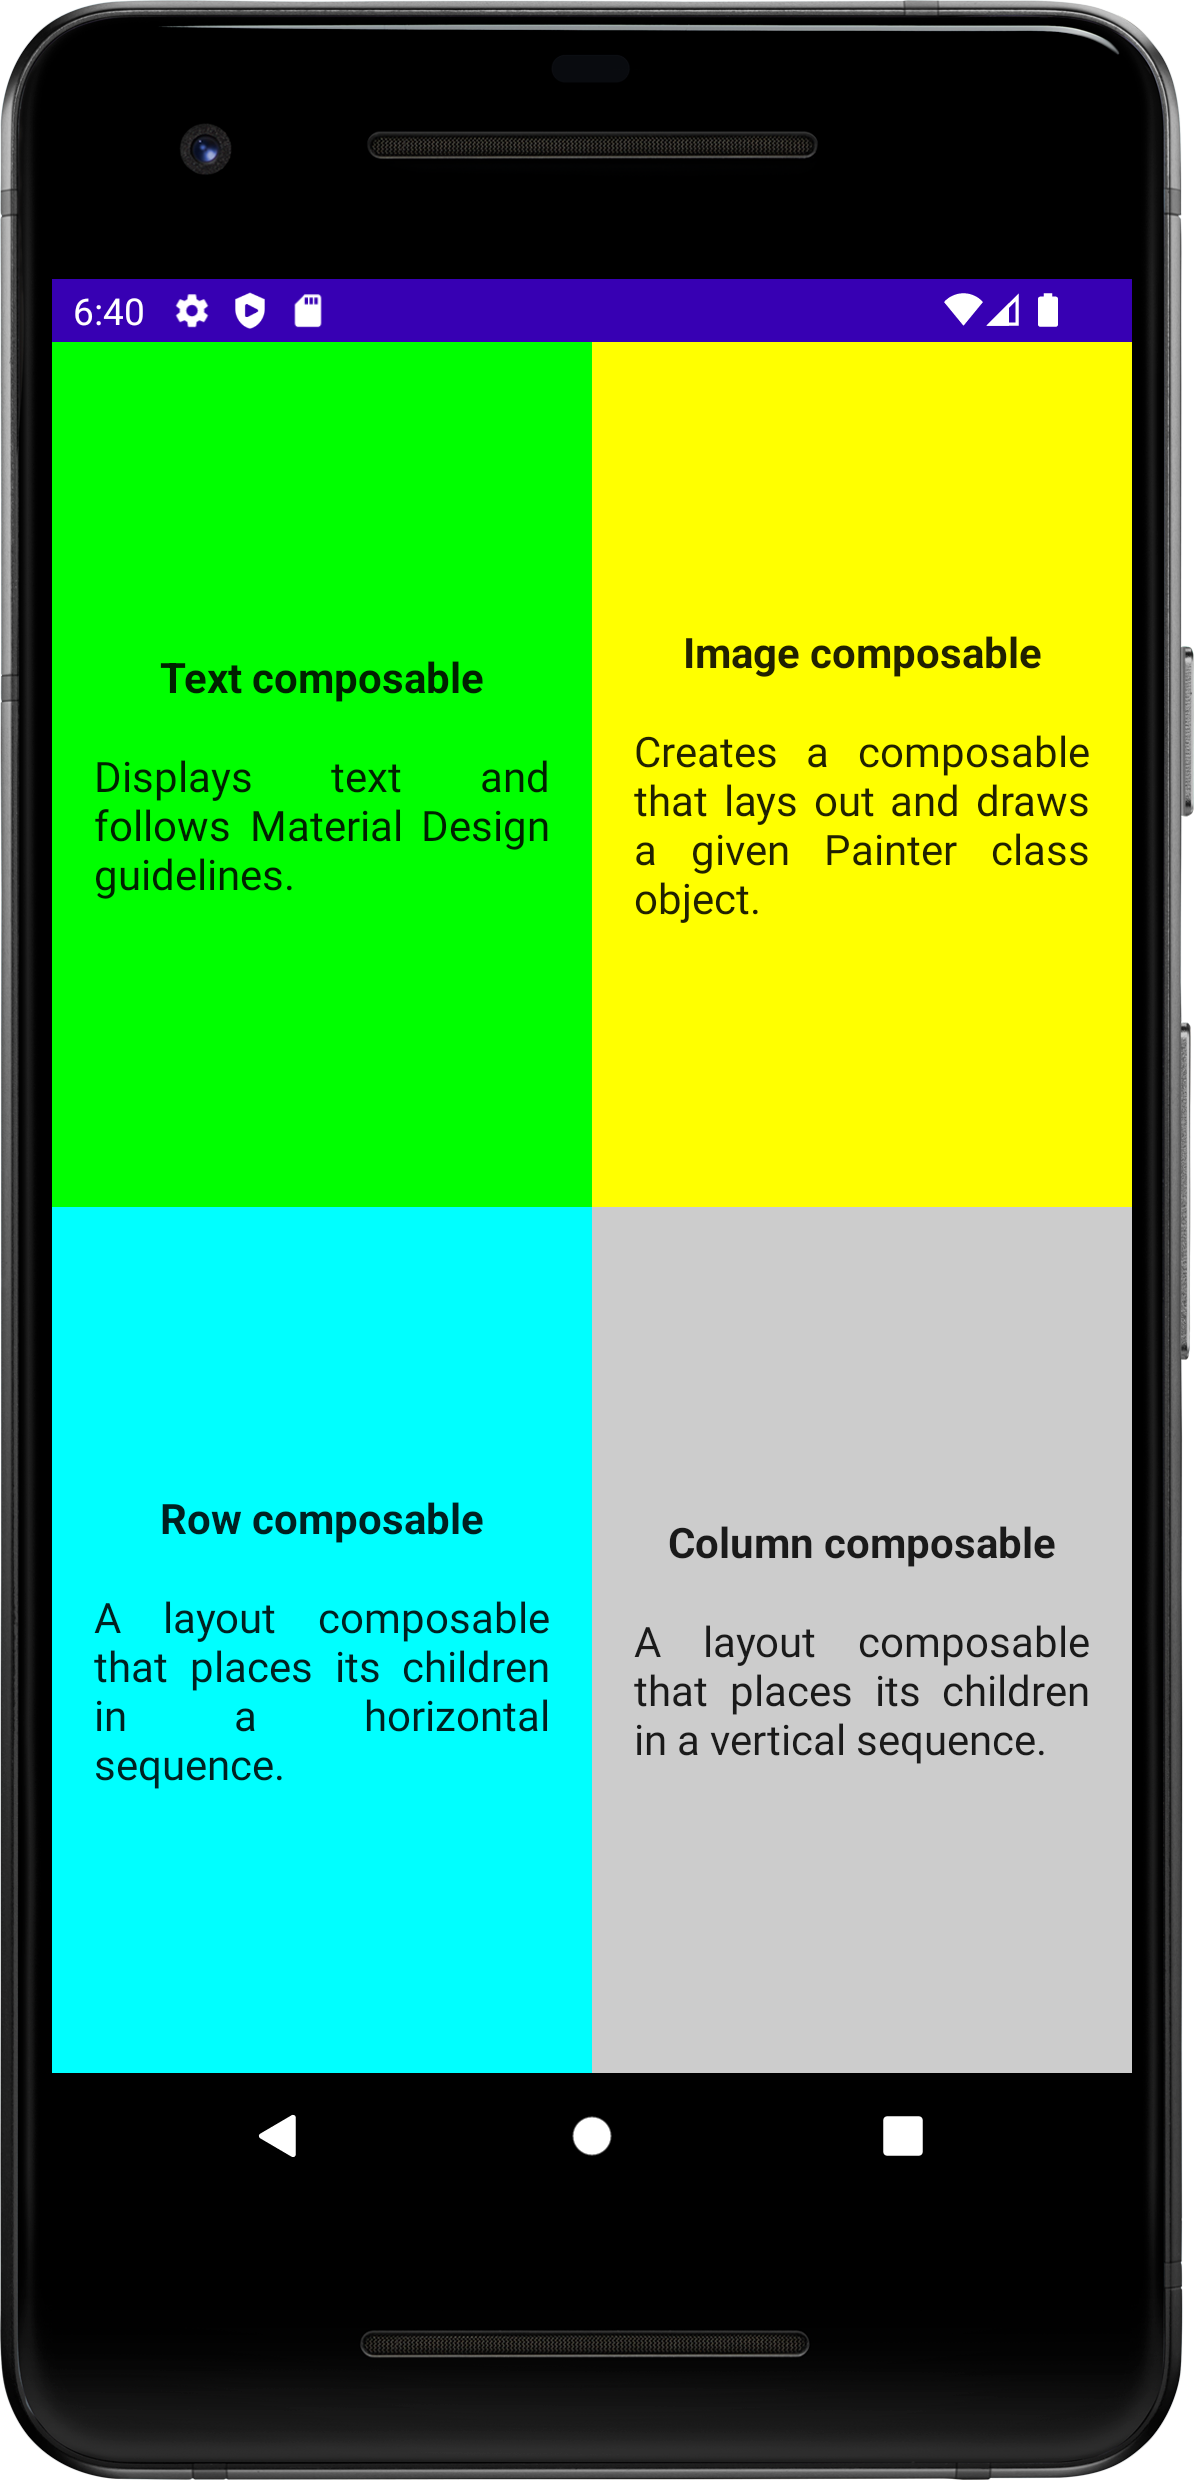 6:40
Text composable
Displays text and
follows Material Design
guidelines.
Image composable
Creates a composable
that lays out and draws
a given Painter class
object.
Row composable
A layout composable
that places its children
in a horizontal
sequence.
Column composable
A layout composable
that places its children
in a vertical sequence.